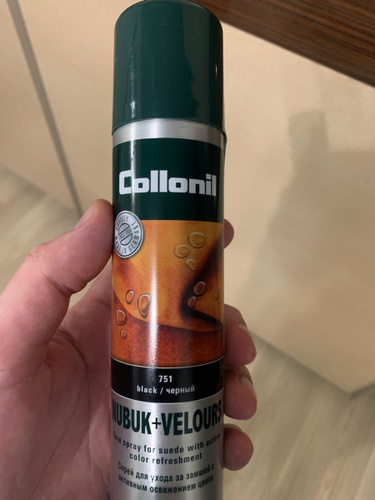 Collonil
751
black / черный
NUBUK+VELOURS
Care spray for suede with active
color refreshment
Спрей для ухода за замшей с
активным освежением цвета